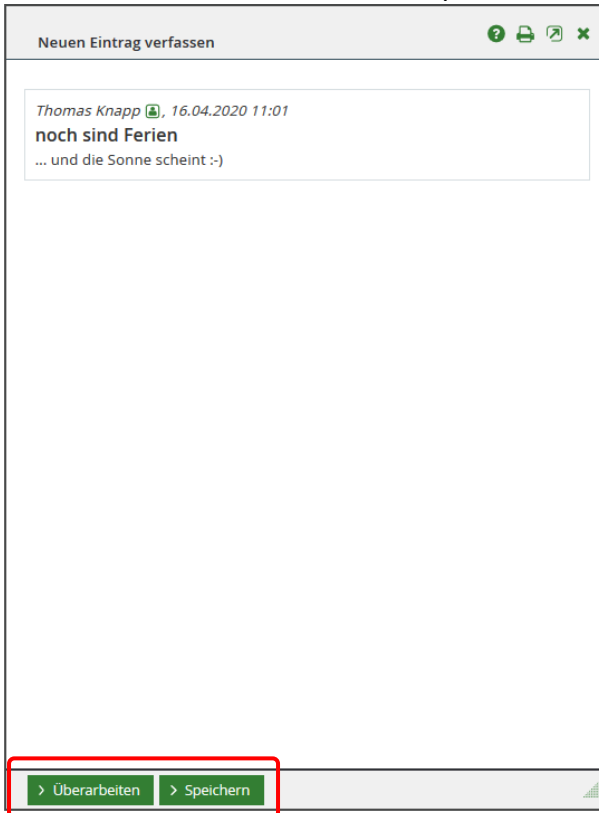 Neuen Eintrag verfassen
Thomas Knapp, 16.04.2020 11:01
noch sind Ferien
... und die Sonne scheint :-)
> Überarbeiten > Speichern